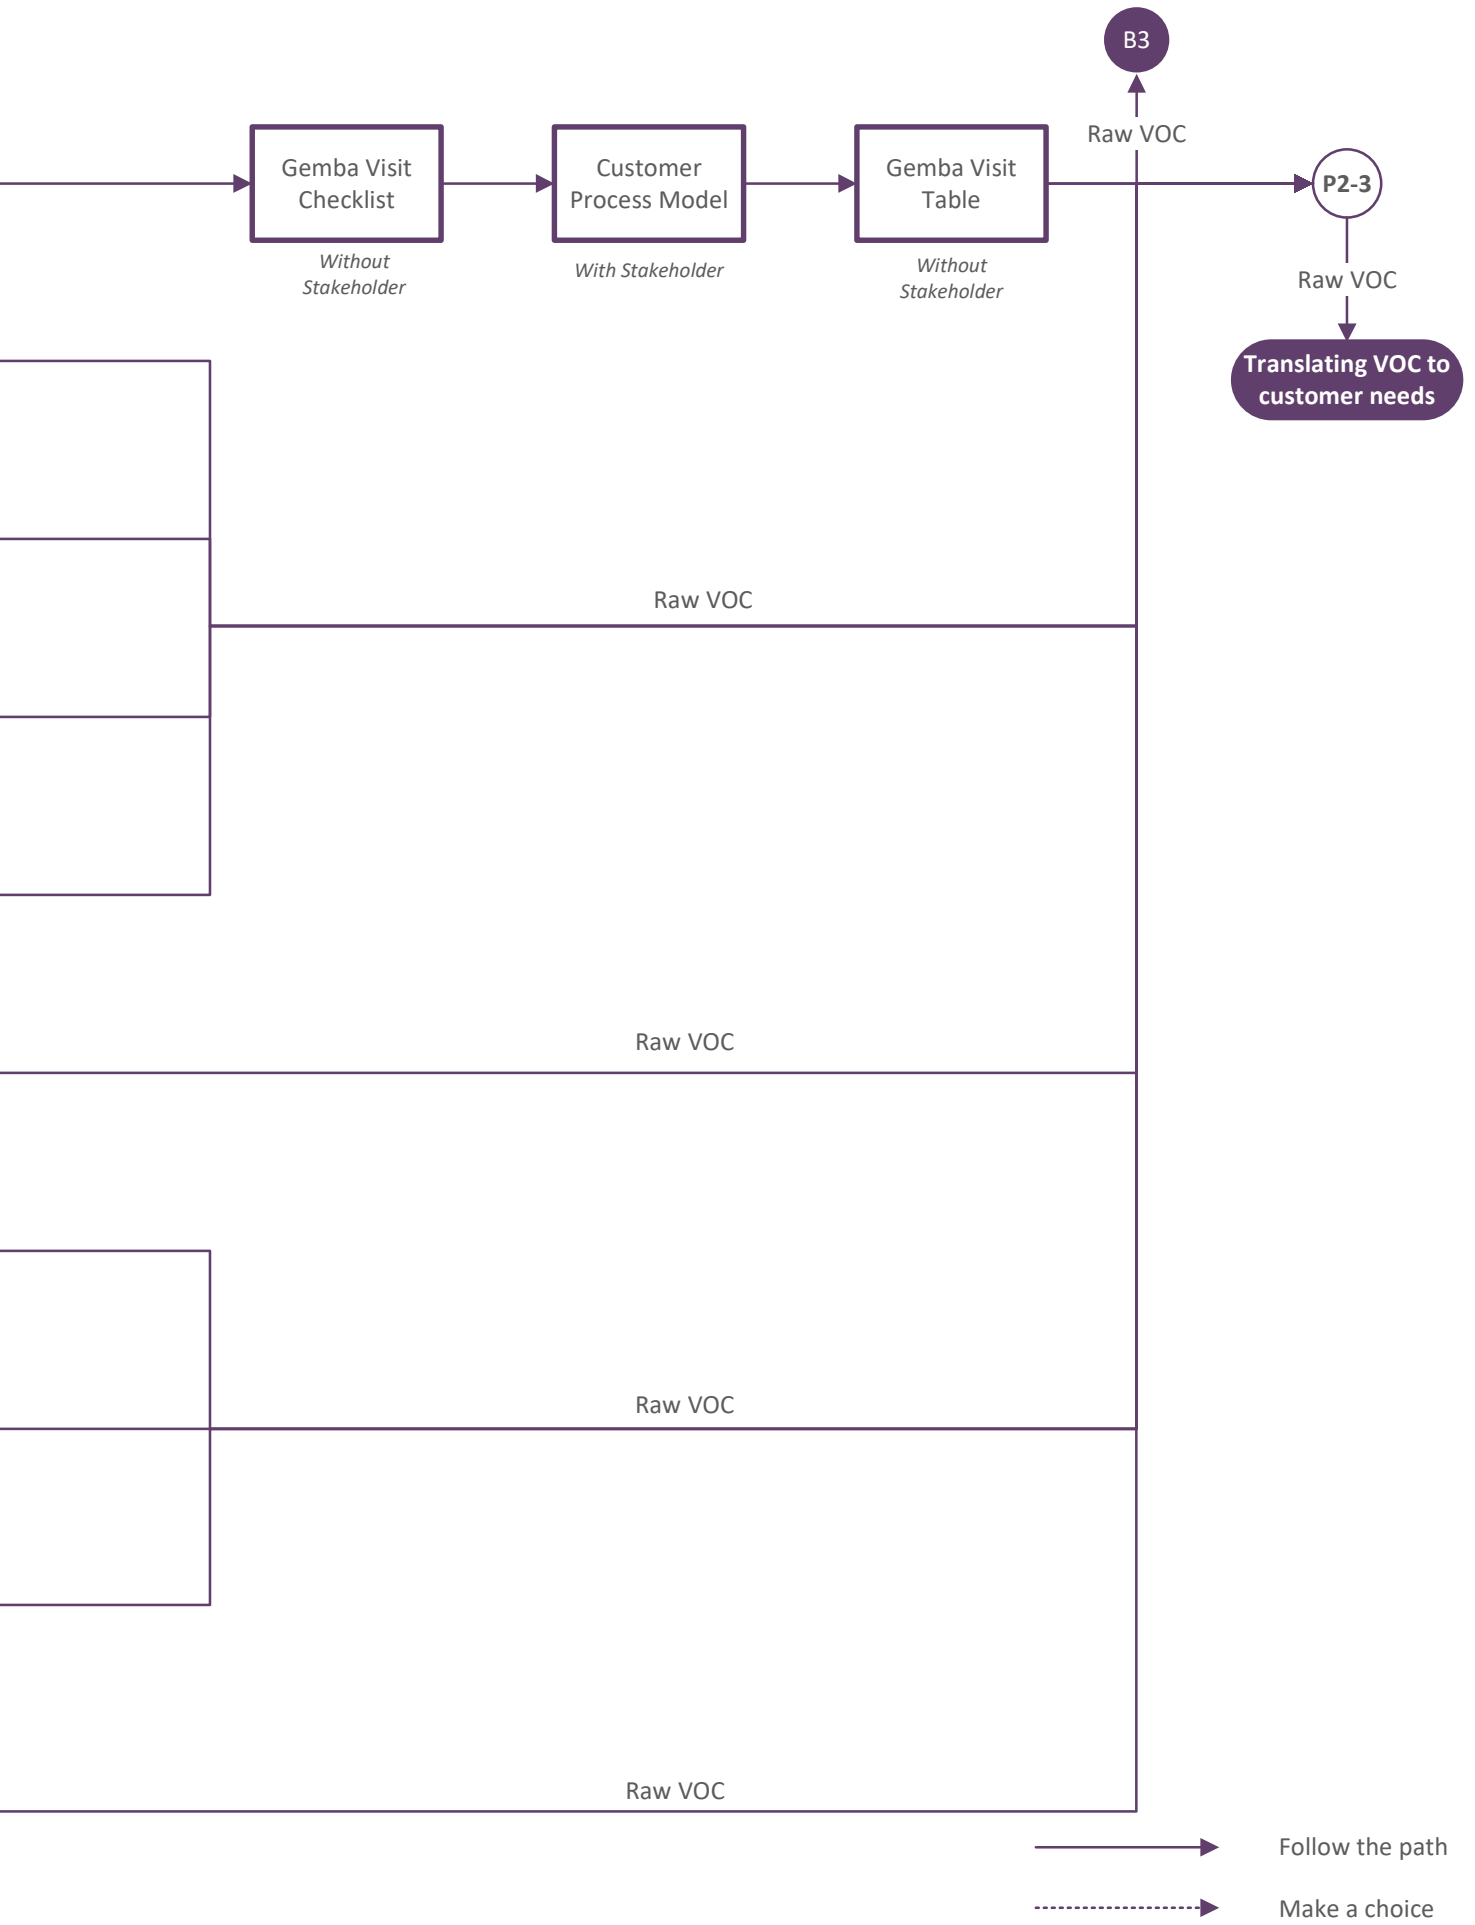 B3
Raw VOC
Gemba Visit
Checklist
Customer
Process Model
Gemba Visit
Table
P2-3
Without
Stakeholder
With Stakeholder
Without
Stakeholder
Raw VOC
Translating VOC to
customer needs
Raw VOC
Raw VOC
Raw VOC
Raw VOC
Follow the path
Make a choice